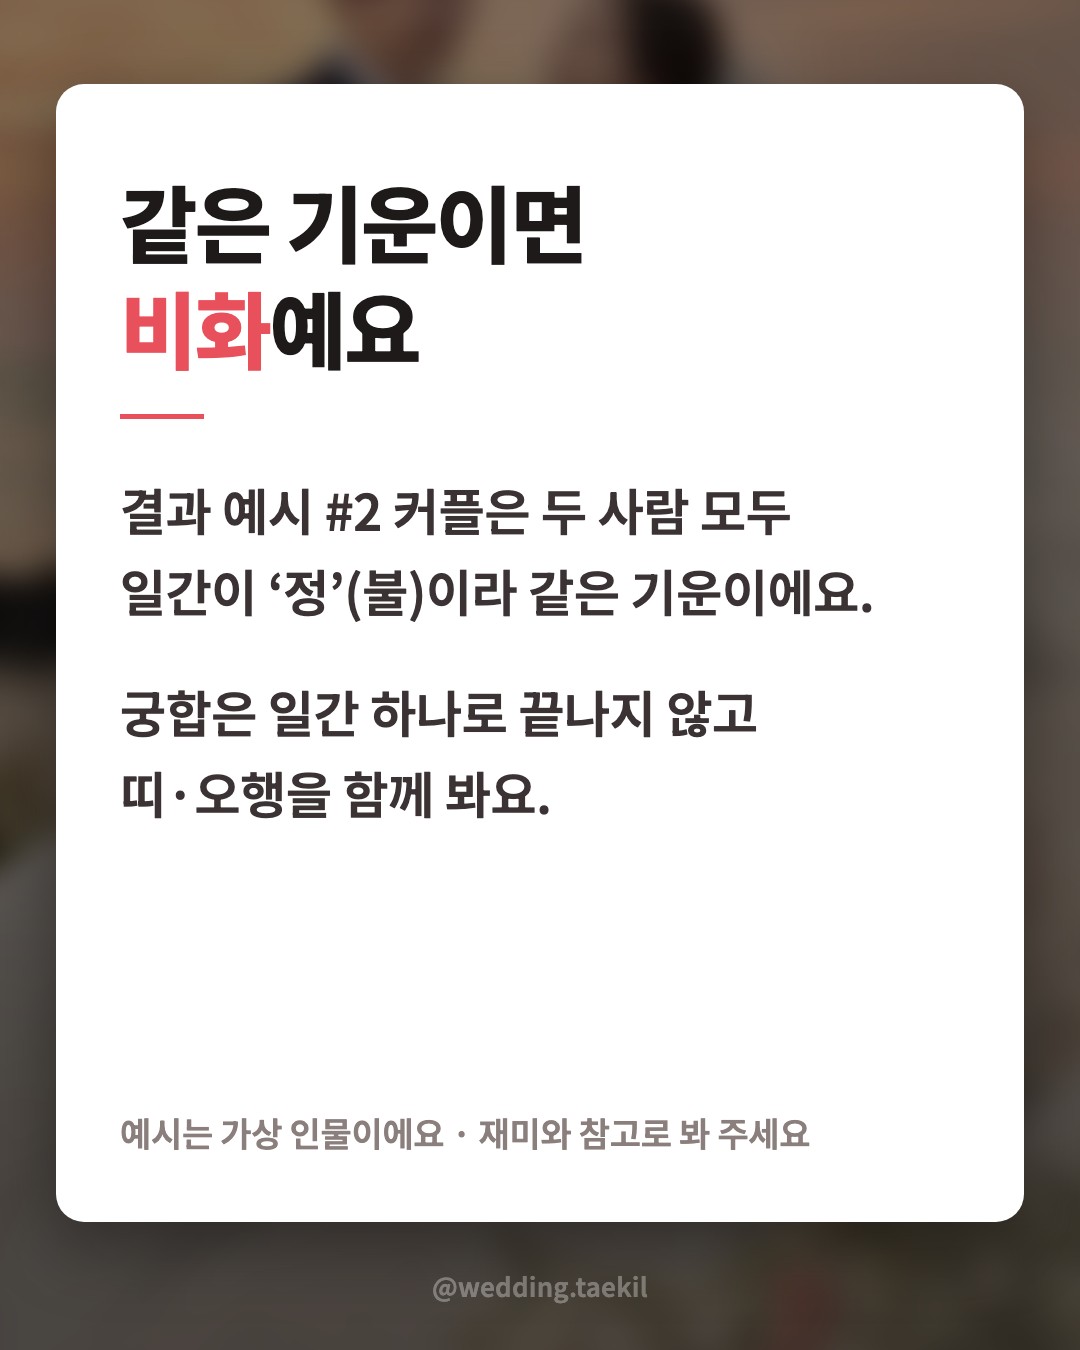 같은 기운이면
비화예요
결과 예시 #2 커플은 두 사람 모두
일간이 ‘정’(불)이라 같은 기운이에요.
궁합은 일간 하나로 끝나지 않고
띠·오행을 함께 봐요.
예시는 가상 인물이에요 · 재미와 참고로 봐 주세요
@wedding.taekil